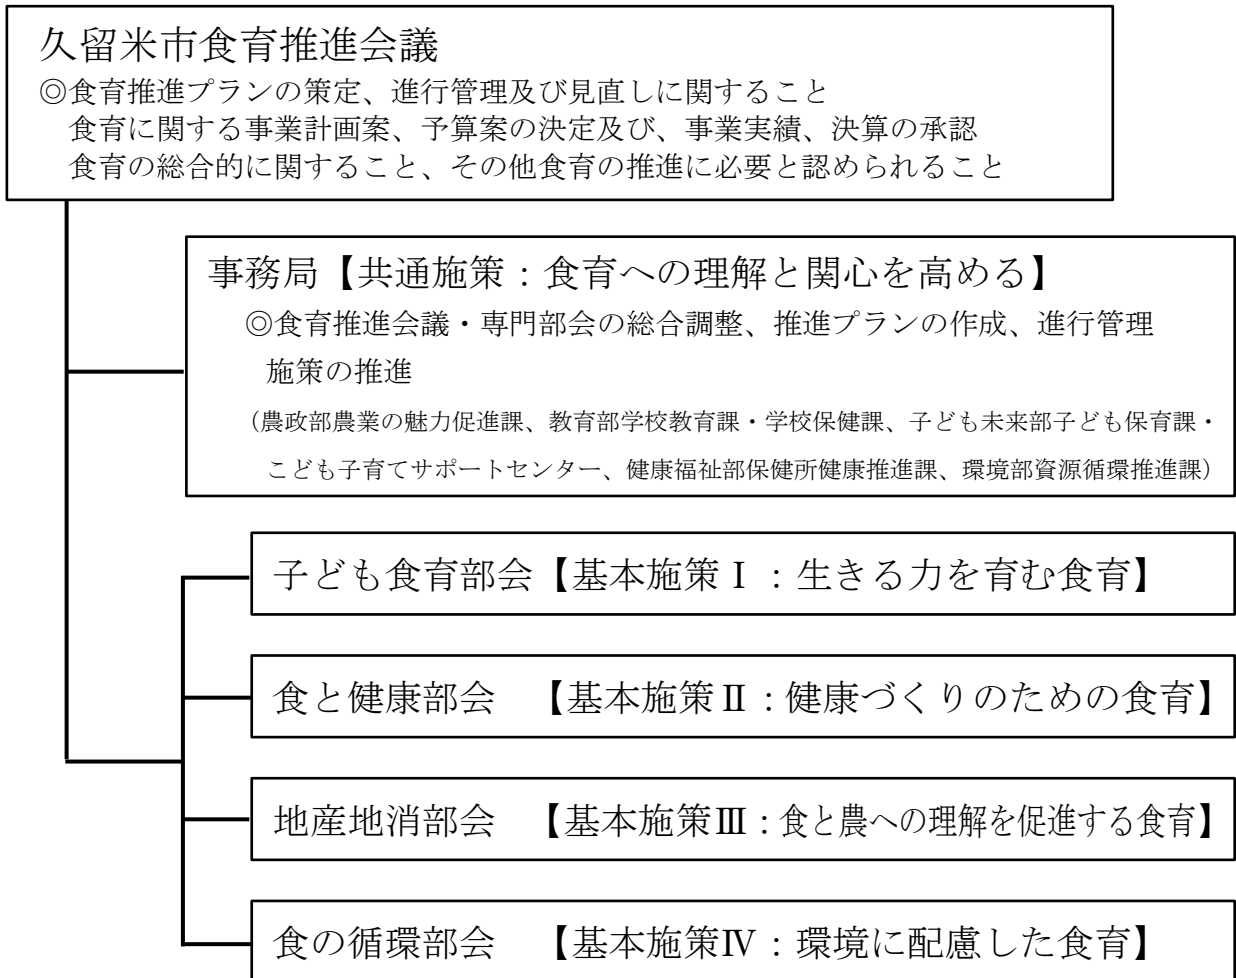 久留米市食育推進会議
◎食育推進プランの策定、進行管理及び見直しに関すること
食育に関する事業計画案、予算案の決定及び、事業実績、決算の承認
食育の総合的に関すること、その他食育の推進に必要と認められること
事務局【共通施策：食育への理解と関心を高める】
◎食育推進会議・専門部会の総合調整、推進プランの作成、進行管理
施策の推進
（農政部農業の魅力促進課、教育部学校教育課・学校保健課、子ども未来部子ども保育課・
こども子育てサポートセンター、健康福祉部保健所健康推進課、環境部資源循環推進課）
子ども食育部会【基本施策Ⅰ：生きる力を育む食育】
食と健康部会　【基本施策Ⅱ：健康づくりのための食育】
地産地消部会　【基本施策Ⅲ：食と農への理解を促進する食育】
食の循環部会　【基本施策Ⅳ：環境に配慮した食育】